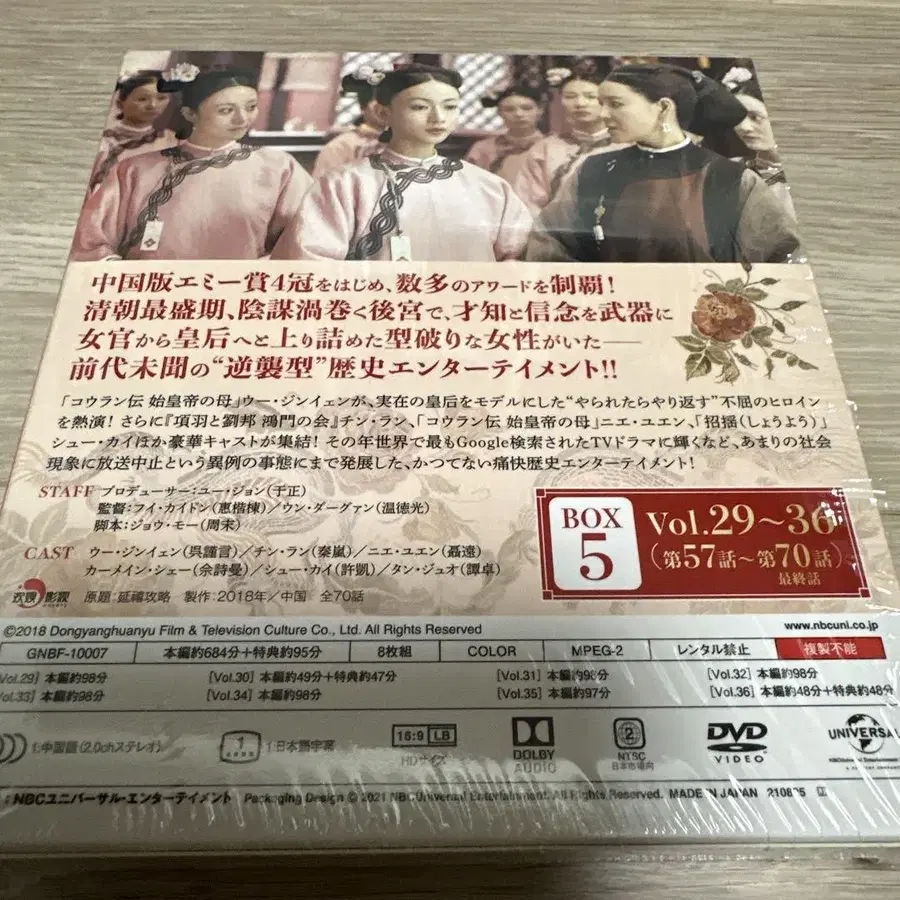 中国版エミー賞4冠をはじめ、数多のアワードを制覇!
清朝最盛期、陰謀渦巻く後宮で、才知と信念を武器に
女官から皇后へと上り詰めた型破りな女性がいた——
前代未聞の“逆襲型”歴史エンターテイメント!!
「コウラン伝 始皇帝の母」ウー・ジンイェンが、実在の皇后をモデルにした“やられたらやり返す”不屈のヒロイン
を熱演! さらに『項羽と劉邦 鴻門の会』チン・ラン、「コウラン伝 始皇帝の母」ニエ・ユエン、「招揺(しょうよう)」
シュー・カイほか豪華キャストが集結! その年世界で最もGoogle検索されたTVドラマに輝くなど、あまりの社会
現象に放送中止という異例の事態にまで発展した、かつてない痛快歴史エンターテイメント!
STAFF プロデューサー:ユー・ジョン(于正)
監督:フイ・カイドン(惠楷棟)/ウン・ダーグァン(温德光)
脚本:ジョウ・モー(周末)
CAST ウー・ジンイェン(呉謹言)/チン・ラン(秦嵐)/ニエ・ユエン(聶遠)
カーメイン・シェー(佘詩曼)/シュー・カイ(許凱)/タン・ジュオ(譚卓)
BOX
5
Vol.29〜36
(第57話〜第70話)
最終話
欢娱影视
原題:延禧攻略 製作:2018年/中国 全70話
©2018 Dongyanghuanyu Film & Television Culture Co., Ltd. All Rights Reserved
www.nbcuni.co.jp
GNBF-10007 本編約684分+特典約95分 8枚組 COLOR MPEG-2 レンタル禁止 複製不能
Vol.29] 本編約98分 [Vol.30] 本編約49分+特典約47分 [Vol.31] 本編約98分 [Vol.32] 本編約98分
Vol.33] 本編約98分 [Vol.34] 本編約98分 [Vol.35] 本編約97分 [Vol.36] 本編約48分+特典約48分
1:中国語(2.0chステレオ)
1
1:日本語字幕
16:9 LB
HDサイズ
DOLBY
AUDIO
2
NTSC
日本市場向
DVD
VIDEO
UNIVERSAL
:NBCユニバーサル・エンターテイメント Packaging Design © 2021 NBCUniversal Entertainment. All Rights Reserved. MADE IN JAPAN